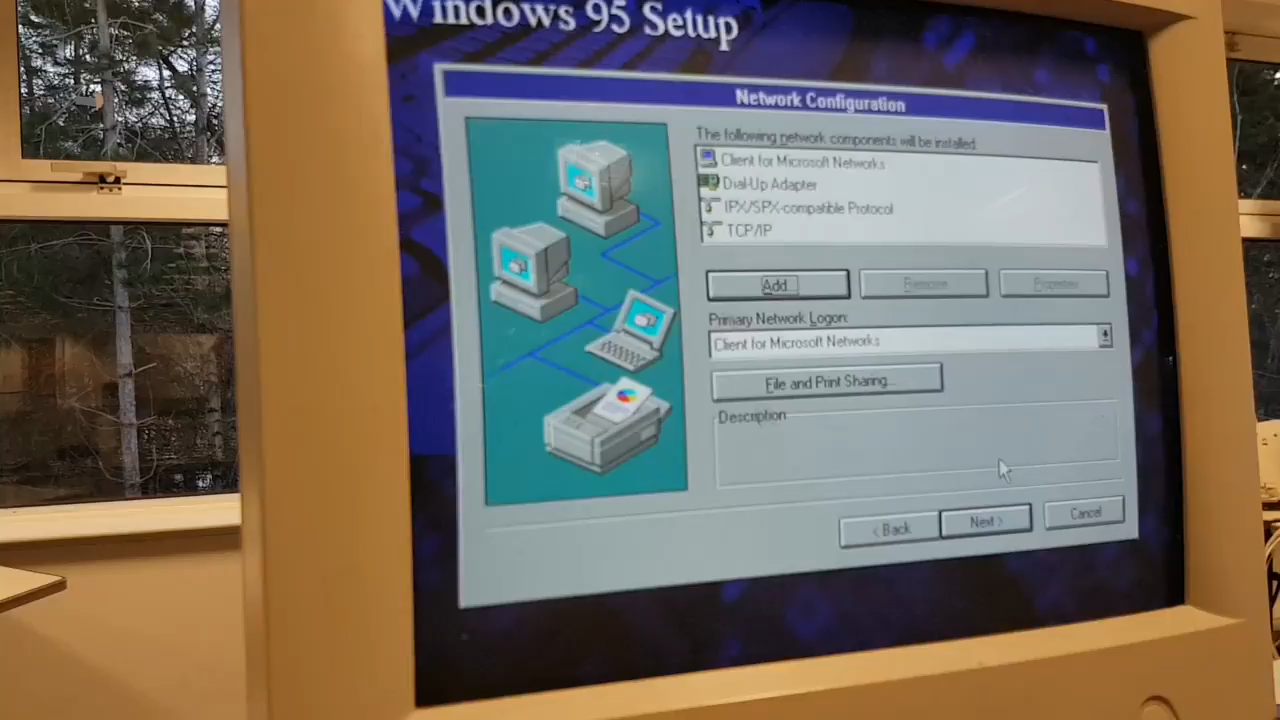 Windows 95 Setup
Network Configuration
The following network components will be installed:
Client for Microsoft Networks
Dial-Up Adapter
IPX/SPX-compatible Protocol
TCP/IP
Add...
Remove
Properties
Primary Network Logon:
Client for Microsoft Networks
File and Print Sharing...
Description
< Back
Next >
Cancel